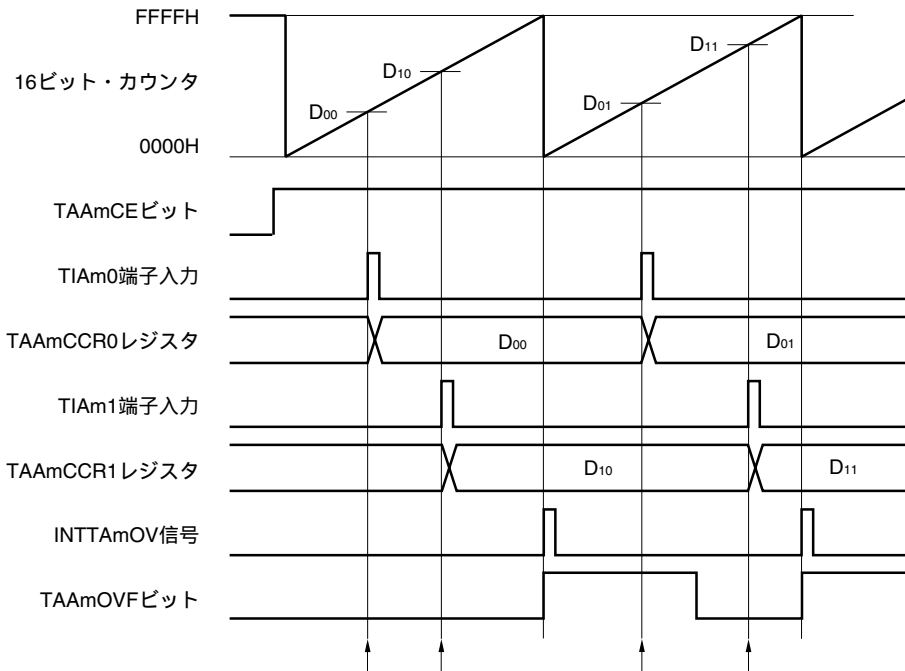 FFFFH
16ビット・カウンタ
0000H
D00
D10
D01
D11
TAAmCEビット
TIAm0端子入力
TAAmCCR0レジスタ
D00
D01
TIAm1端子入力
TAAmCCR1レジスタ
D10
D11
INTTAmOV信号
TAAmOVFビット